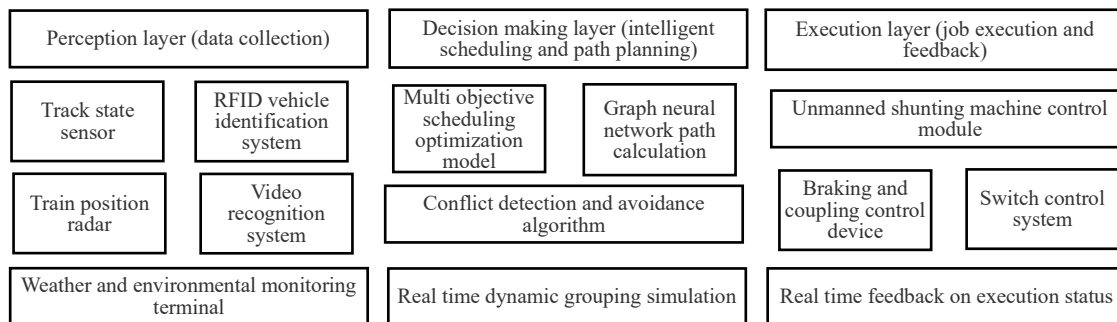 Perception layer (data collection)
Decision making layer (intelligent
scheduling and path planning)
Execution layer (job execution and
feedback)
Track state
sensor
RFID vehicle
identification
system
Multi objective
scheduling
optimization
model
Graph neural
network path
calculation
Unmanned shunting machine control
module
Train position
radar
Video
recognition
system
Conflict detection and avoidance
algorithm
Braking and
coupling control
device
Switch control
system
Weather and environmental monitoring
terminal
Real time dynamic grouping simulation
Real time feedback on execution status